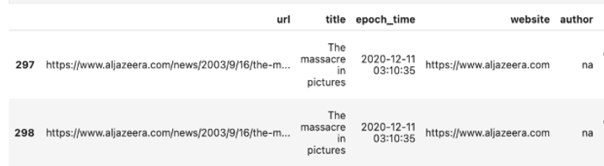 url title epoch_time website author
297 https://www.aljazeera.com/news/2003/9/16/the-m... The massacre in pictures 2020-12-11 03:10:35 https://www.aljazeera.com na
298 https://www.aljazeera.com/news/2003/9/16/the-m... The massacre in pictures 2020-12-11 03:10:35 https://www.aljazeera.com na